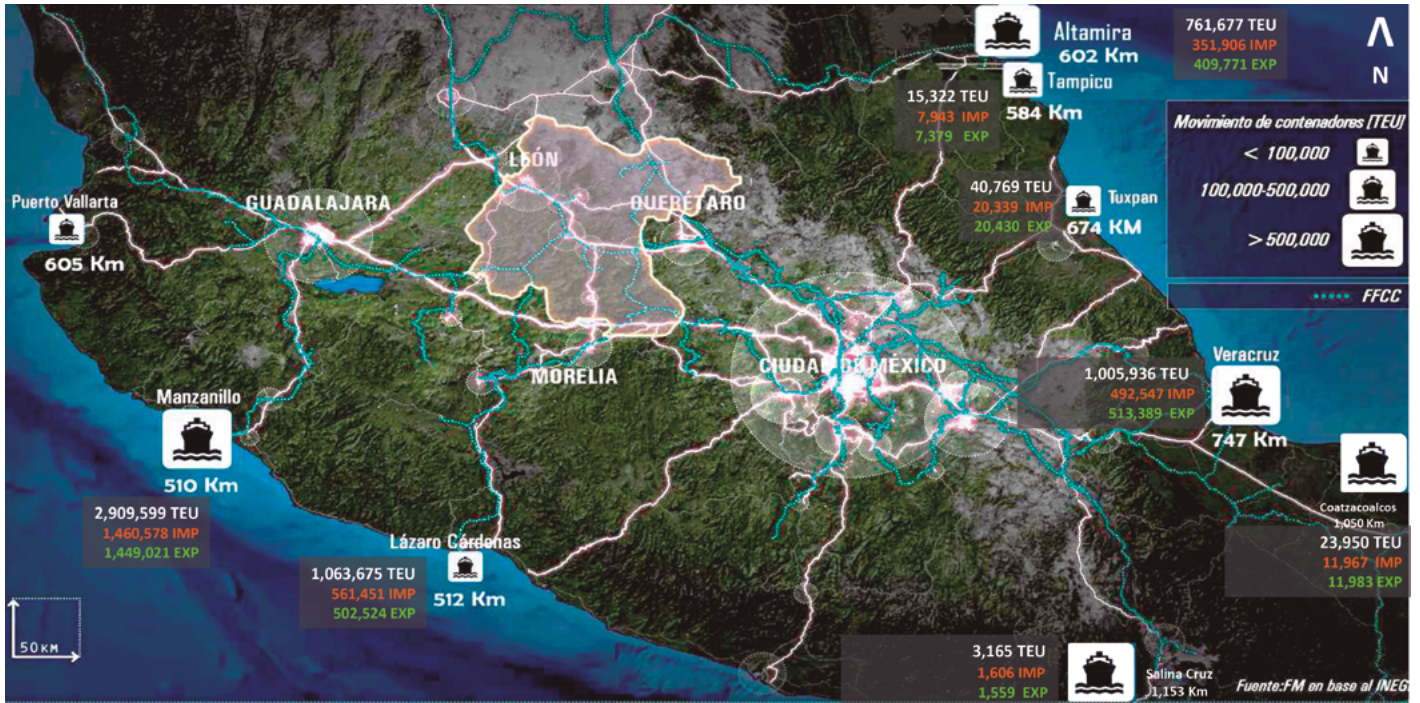 Altamira
602 Km
761,677 TEU
351,906 IMP
409,771 EXP
N
Tampico
584 Km
15,322 TEU
7,943 IMP
7,379 EXP
Movimiento de contenadores [TEU]
< 100,000
100,000-500,000
> 500,000
FFCC
LEÓN
QUERÉTARO
GUADALAJARA
40,769 TEU
20,339 IMP
20,430 EXP
Tuxpan
674 KM
Puerto Vallarta
605 Km
MORELIA
CIUDAD DE MÉXICO
1,005,936 TEU
492,547 IMP
513,389 EXP
Veracruz
747 Km
Manzanillo
510 Km
2,909,599 TEU
1,460,578 IMP
1,449,021 EXP
Coatzacoalcos
1,050 Km
23,950 TEU
11,967 IMP
11,983 EXP
Lázaro Cárdenas
512 Km
1,063,675 TEU
561,451 IMP
502,524 EXP
50 KM
3,165 TEU
1,606 IMP
1,559 EXP
Salina Cruz
1,153 Km
Fuente:FM en base al INEG